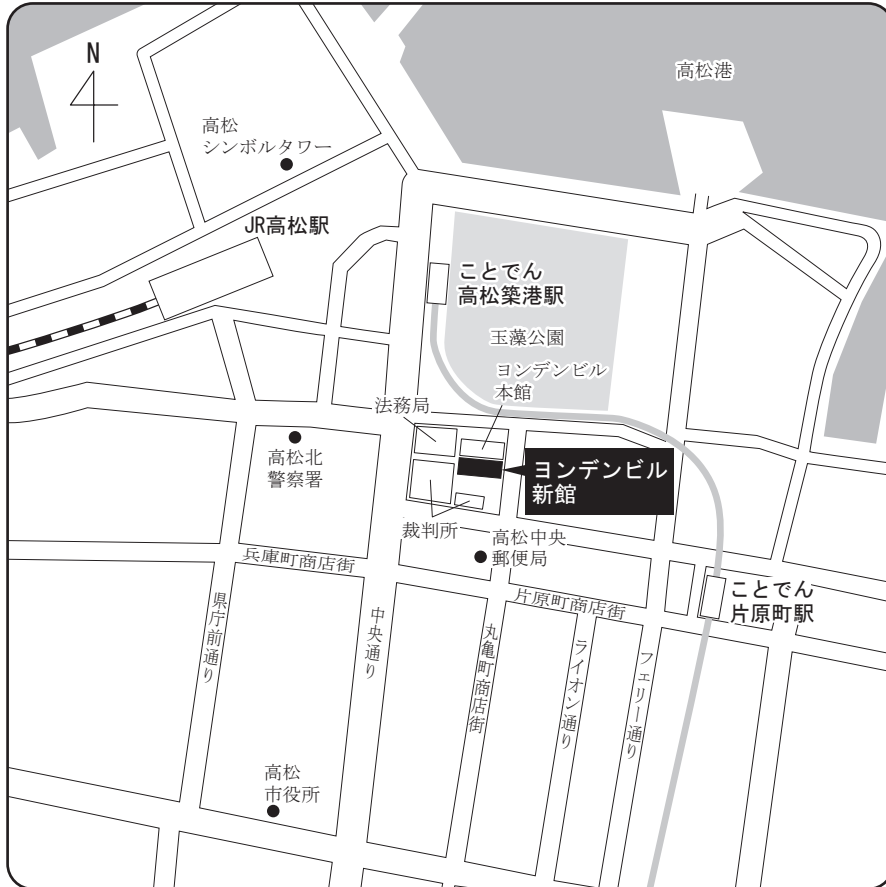 N
高松港
高松
シンボルタワー
JR高松駅
ことでん
高松築港駅
玉藻公園
ヨンデンビル
本館
法務局
高松北
警察署
ヨンデンビル
新館
裁判所
高松中央
郵便局
兵庫町商店街
片原町商店街
ことでん
片原町駅
県庁前通り
中央通り
丸亀町商店街
ライオン通り
フェリー通り
高松
市役所